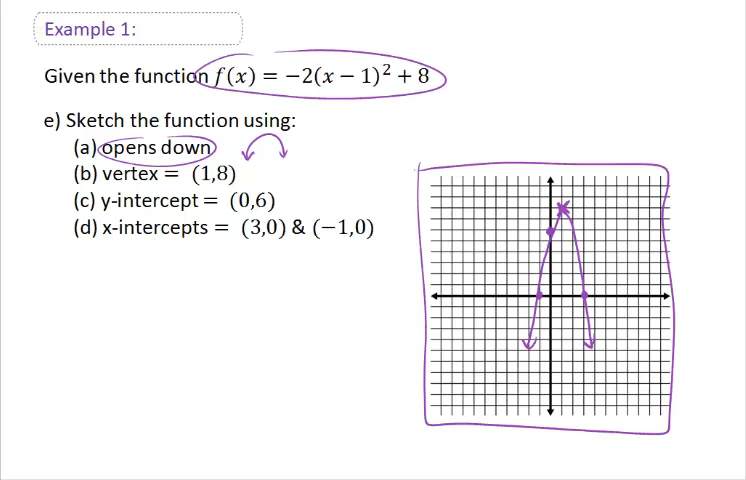 Example 1:
Given the function f(x) = −2(x − 1)² + 8
e) Sketch the function using:
(a) opens down
(b) vertex = (1,8)
(c) y-intercept = (0,6)
(d) x-intercepts = (3,0) & (−1,0)